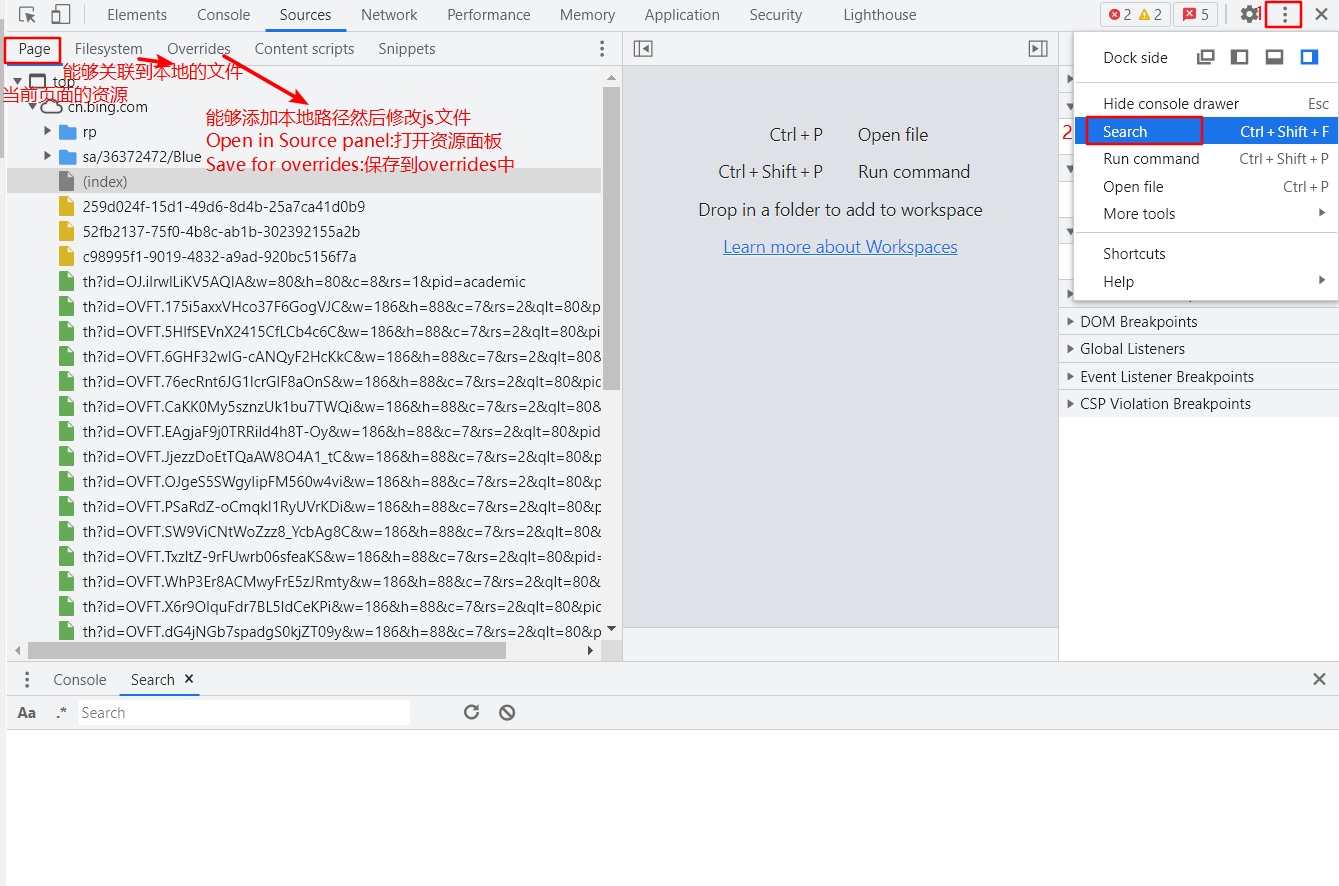 Elements Console Sources Network Performance Memory Application Security Lighthouse 2 2 5 1
Page Filesystem Overrides Content scripts Snippets
能够关联到本地的文件
top
当前页面的资源
cn.bing.com
能够添加本地路径然后修改js文件
rp
Open in Source panel:打开资源面板
sa/36372472/Blue
Save for overrides:保存到overrides中
(index)
259d024f-15d1-49d6-8d4b-25a7ca41d0b9
52fb2137-75f0-4b8c-ab1b-302392155a2b
c98995f1-9019-4832-a9ad-920bc5156f7a
th?id=OJ.iIrwlLiKV5AQIA&w=80&h=80&c=8&rs=1&pid=academic
th?id=OVFT.175i5axxVHco37F6GogVJC&w=186&h=88&c=7&rs=2&qlt=80&p
th?id=OVFT.5HIfSEVnX2415CfLCb4c6C&w=186&h=88&c=7&rs=2&qlt=80&pi
th?id=OVFT.6GHF32wIG-cANQyF2HcKkC&w=186&h=88&c=7&rs=2&qlt=80&
th?id=OVFT.76ecRnt6JG1IcrGIF8aOnS&w=186&h=88&c=7&rs=2&qlt=80&pic
th?id=OVFT.CaKK0My5sznzUk1bu7TWQi&w=186&h=88&c=7&rs=2&qlt=80&
th?id=OVFT.EAgjaF9j0TRRiId4h8T-Oy&w=186&h=88&c=7&rs=2&qlt=80&pid
th?id=OVFT.JjezzDoEtTQaAW8O4A1_tC&w=186&h=88&c=7&rs=2&qlt=80&p
th?id=OVFT.OJgeS5SWgyIipFM560w4vi&w=186&h=88&c=7&rs=2&qlt=80&p
th?id=OVFT.PSaRdZ-oCmqkI1RyUVrKDi&w=186&h=88&c=7&rs=2&qlt=80&p
th?id=OVFT.SW9ViCNtWoZzz8_YcbAg8C&w=186&h=88&c=7&rs=2&qlt=80&
th?id=OVFT.TxzItZ-9rFUwrb06sfeaKS&w=186&h=88&c=7&rs=2&qlt=80&pid=
th?id=OVFT.WhP3Er8ACMwyFrE5zJRmty&w=186&h=88&c=7&rs=2&qlt=80&
th?id=OVFT.X6r9OIquFdr7BL5IdCeKPi&w=186&h=88&c=7&rs=2&qlt=80&pic
th?id=OVFT.dG4jNGb7spadgS0kjZT09y&w=186&h=88&c=7&rs=2&qlt=80&p
Ctrl + P Open file
Ctrl + Shift + P Run command
Drop in a folder to add to workspace
Learn more about Workspaces
Dock side
Hide console drawer Esc
2 Search Ctrl + Shift + F
Run command Ctrl + Shift + P
Open file Ctrl + P
More tools
Shortcuts
Help
DOM Breakpoints
Global Listeners
Event Listener Breakpoints
CSP Violation Breakpoints
Console Search ×
Aa .* Search